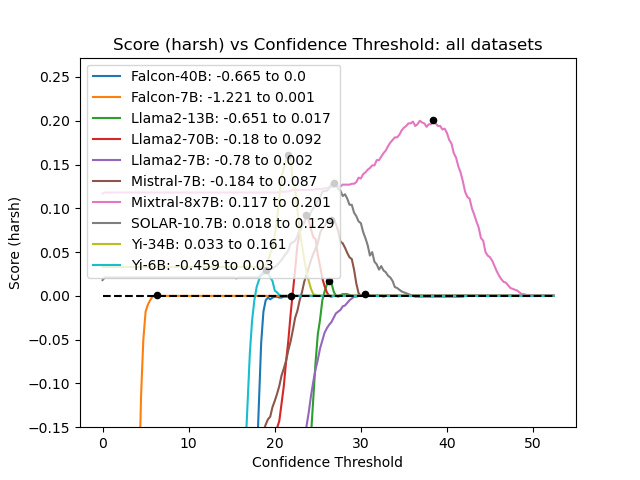 Score (harsh) vs Confidence Threshold: all datasets
Score (harsh)
0.25
0.20
0.15
0.10
0.05
0.00
−0.05
−0.10
−0.15
Falcon-40B: -0.665 to 0.0
Falcon-7B: -1.221 to 0.001
Llama2-13B: -0.651 to 0.017
Llama2-70B: -0.18 to 0.092
Llama2-7B: -0.78 to 0.002
Mistral-7B: -0.184 to 0.087
Mixtral-8x7B: 0.117 to 0.201
SOLAR-10.7B: 0.018 to 0.129
Yi-34B: 0.033 to 0.161
Yi-6B: -0.459 to 0.03
0
10
20
30
40
50
Confidence Threshold